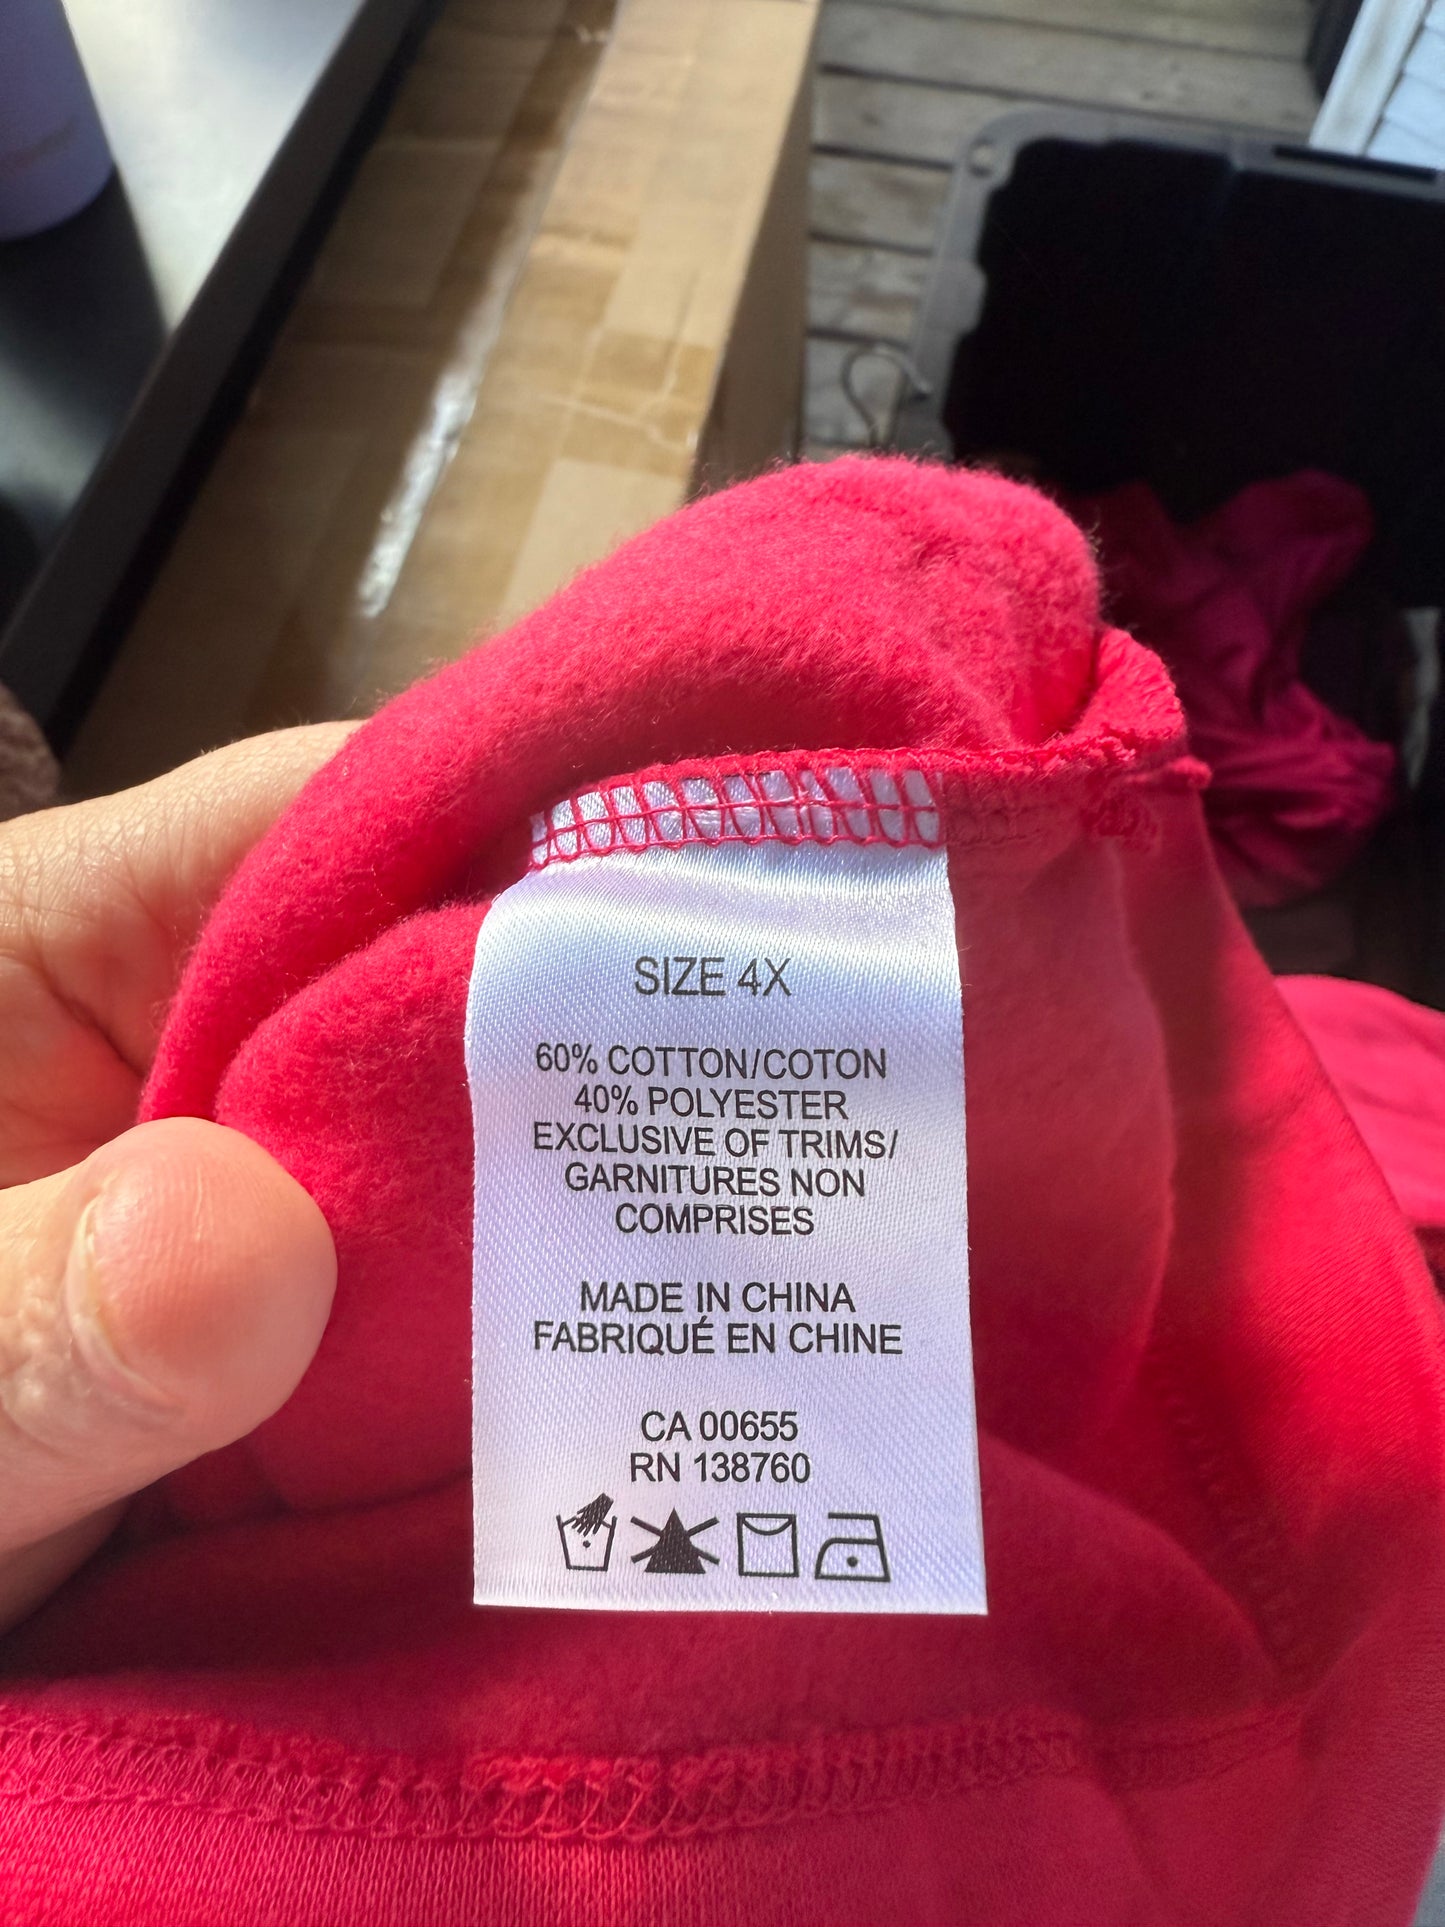 SIZE 4X
60% COTTON/COTON
40% POLYESTER
EXCLUSIVE OF TRIMS/
GARNITURES NON
COMPRISES
MADE IN CHINA
FABRIQUÉ EN CHINE
CA 00655
RN 138760